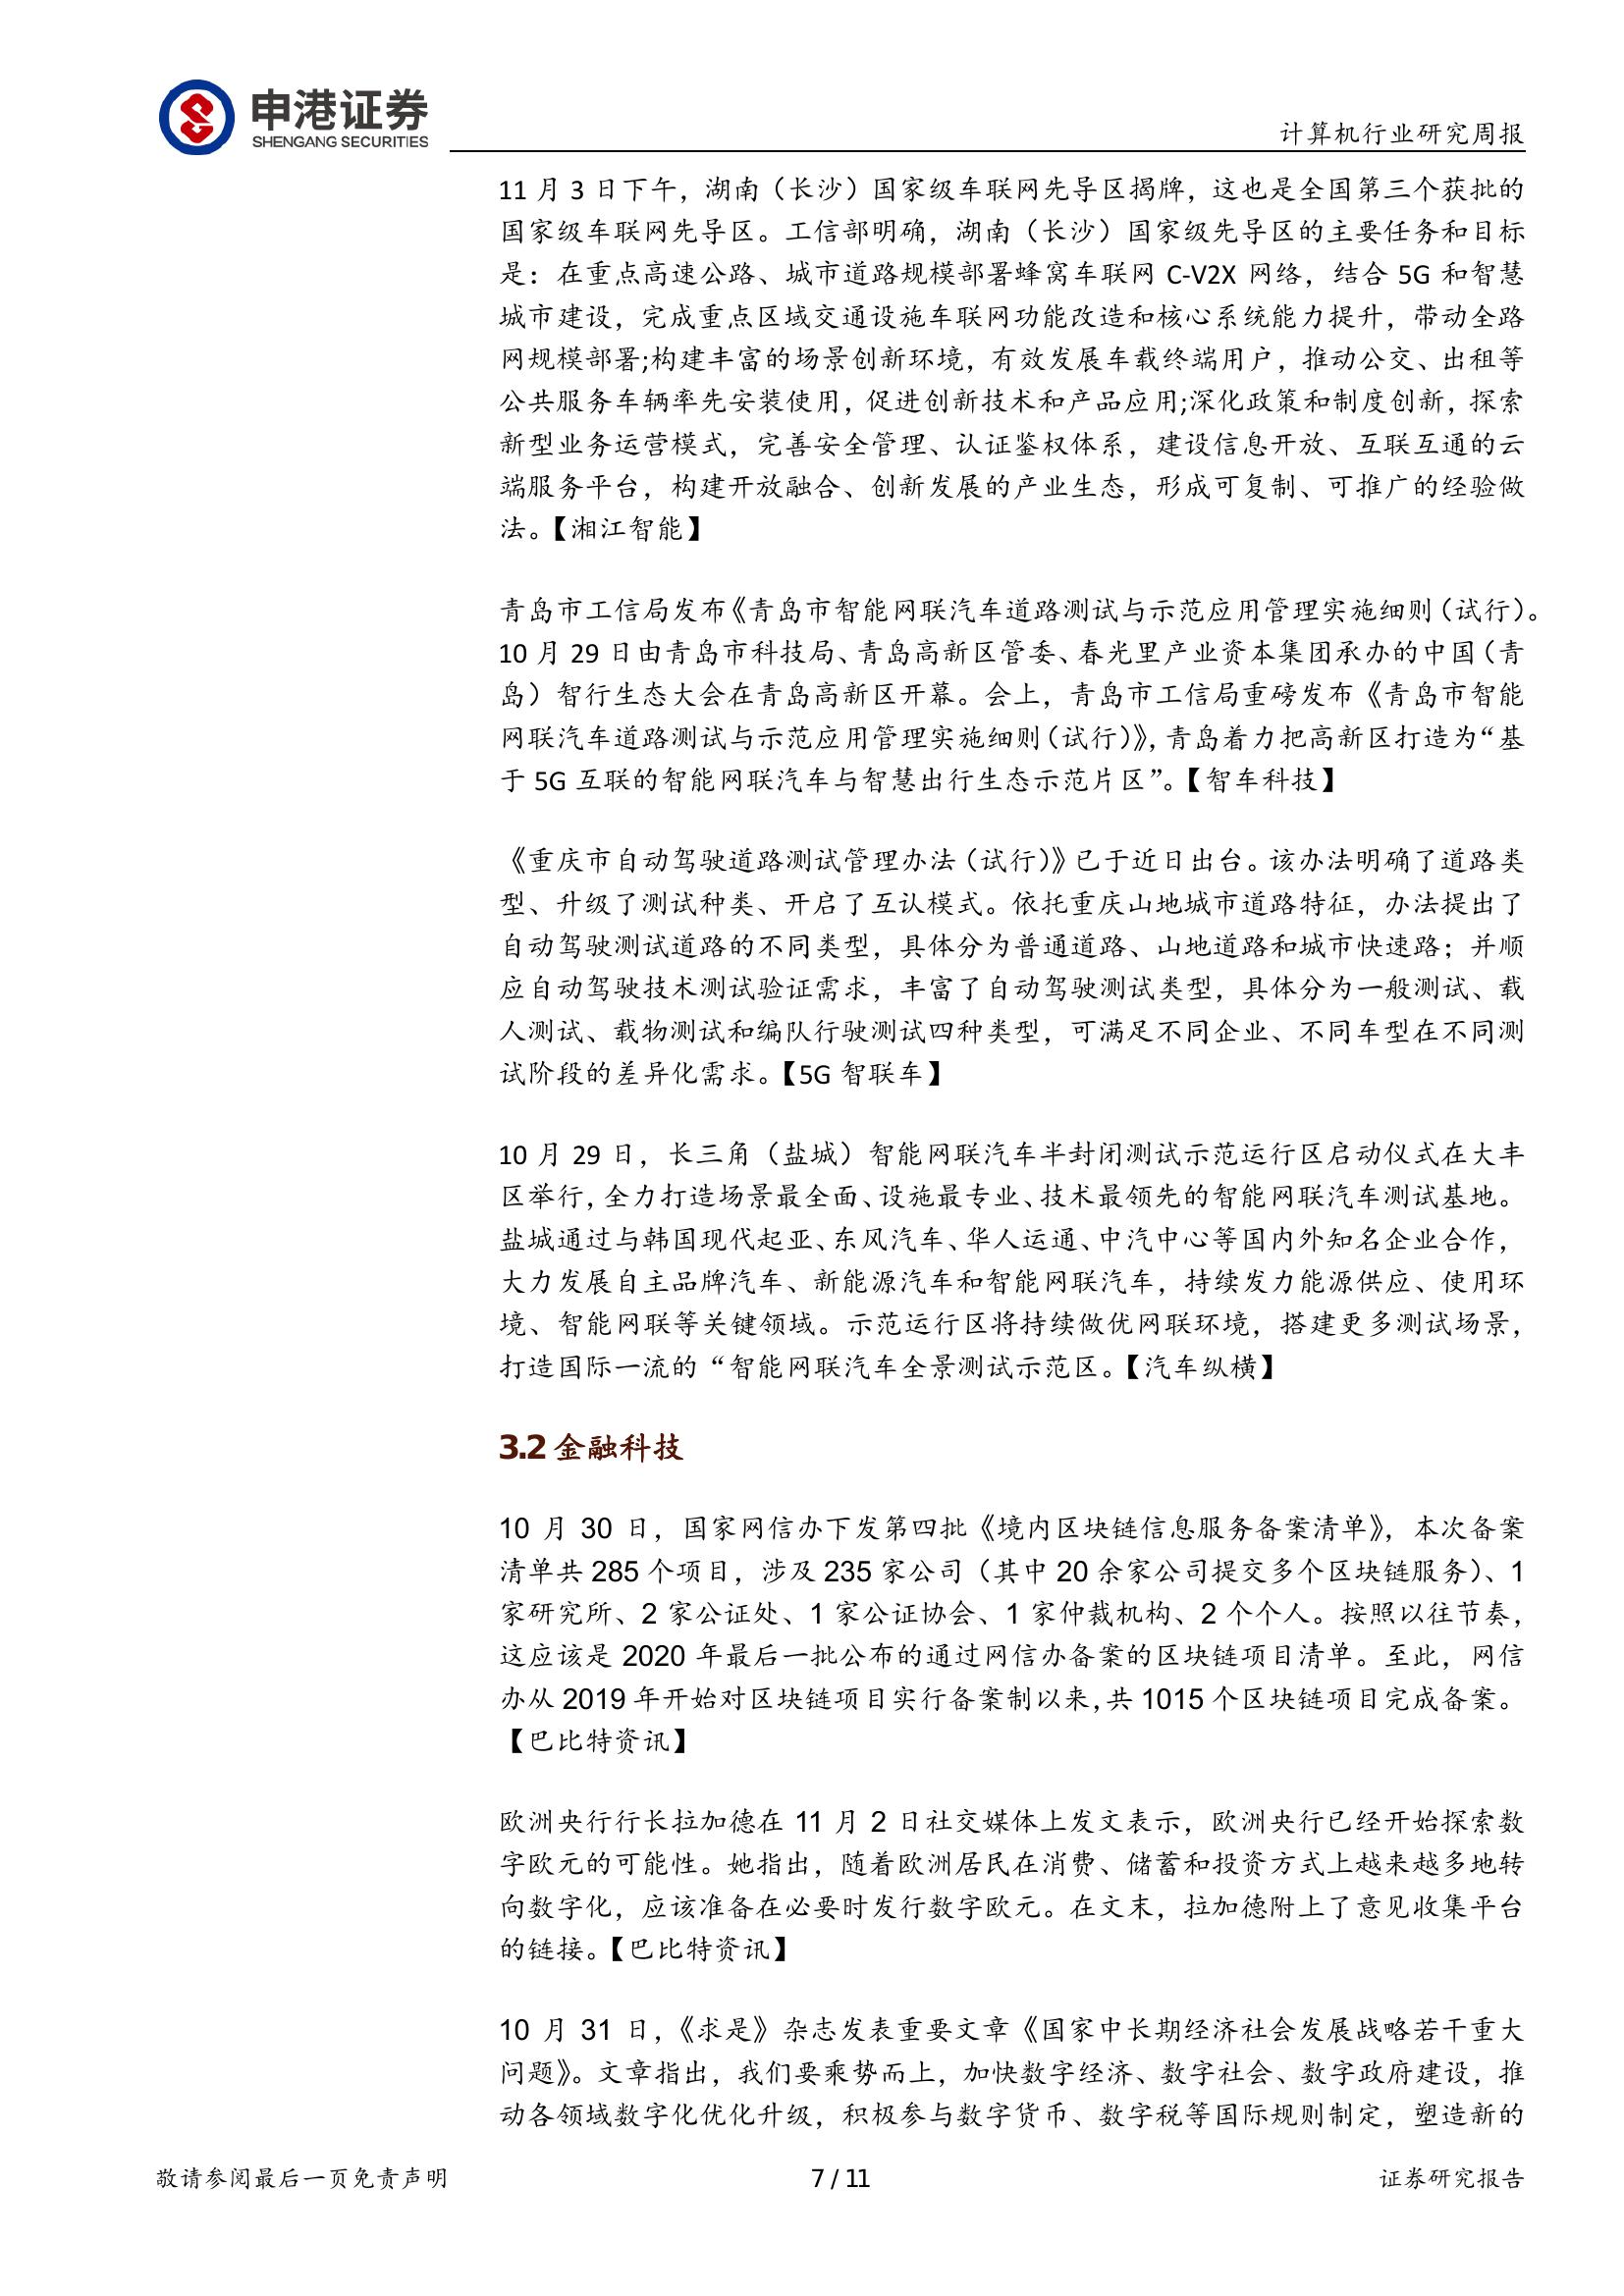 申港证券
SHENGANG SECURITIES
计算机行业研究周报
11 月 3 日下午，湖南（长沙）国家级车联网先导区揭牌，这也是全国第三个获批的
国家级车联网先导区。工信部明确，湖南（长沙）国家级先导区的主要任务和目标
是：在重点高速公路、城市道路规模部署蜂窝车联网 C-V2X 网络，结合 5G 和智慧
城市建设，完成重点区域交通设施车联网功能改造和核心系统能力提升，带动全路
网规模部署;构建丰富的场景创新环境，有效发展车载终端用户，推动公交、出租等
公共服务车辆率先安装使用，促进创新技术和产品应用;深化政策和制度创新，探索
新型业务运营模式，完善安全管理、认证鉴权体系，建设信息开放、互联互通的云
端服务平台，构建开放融合、创新发展的产业生态，形成可复制、可推广的经验做
法。【湘江智能】
青岛市工信局发布《青岛市智能网联汽车道路测试与示范应用管理实施细则（试行）。
10 月 29 日由青岛市科技局、青岛高新区管委、春光里产业资本集团承办的中国（青
岛）智行生态大会在青岛高新区开幕。会上，青岛市工信局重磅发布《青岛市智能
网联汽车道路测试与示范应用管理实施细则（试行）》，青岛着力把高新区打造为“基
于 5G 互联的智能网联汽车与智慧出行生态示范片区”。【智车科技】
《重庆市自动驾驶道路测试管理办法（试行）》已于近日出台。该办法明确了道路类
型、升级了测试种类、开启了互认模式。依托重庆山地城市道路特征，办法提出了
自动驾驶测试道路的不同类型，具体分为普通道路、山地道路和城市快速路；并顺
应自动驾驶技术测试验证需求，丰富了自动驾驶测试类型，具体分为一般测试、载
人测试、载物测试和编队行驶测试四种类型，可满足不同企业、不同车型在不同测
试阶段的差异化需求。【5G 智联车】
10 月 29 日，长三角（盐城）智能网联汽车半封闭测试示范运行区启动仪式在大丰
区举行，全力打造场景最全面、设施最专业、技术最领先的智能网联汽车测试基地。
盐城通过与韩国现代起亚、东风汽车、华人运通、中汽中心等国内外知名企业合作，
大力发展自主品牌汽车、新能源汽车和智能网联汽车，持续发力能源供应、使用环
境、智能网联等关键领域。示范运行区将持续做优网联环境，搭建更多测试场景，
打造国际一流的“智能网联汽车全景测试示范区。【汽车纵横】
3.2 金融科技
10 月 30 日，国家网信办下发第四批《境内区块链信息服务备案清单》，本次备案
清单共 285 个项目，涉及 235 家公司（其中 20 余家公司提交多个区块链服务）、1
家研究所、2 家公证处、1 家公证协会、1 家仲裁机构、2 个个人。按照以往节奏，
这应该是 2020 年最后一批公布的通过网信办备案的区块链项目清单。至此，网信
办从 2019 年开始对区块链项目实行备案制以来，共 1015 个区块链项目完成备案。
【巴比特资讯】
欧洲央行行长拉加德在 11 月 2 日社交媒体上发文表示，欧洲央行已经开始探索数
字欧元的可能性。她指出，随着欧洲居民在消费、储蓄和投资方式上越来越多地转
向数字化，应该准备在必要时发行数字欧元。在文末，拉加德附上了意见收集平台
的链接。【巴比特资讯】
10 月 31 日，《求是》杂志发表重要文章《国家中长期经济社会发展战略若干重大
问题》。文章指出，我们要乘势而上，加快数字经济、数字社会、数字政府建设，推
动各领域数字化优化升级，积极参与数字货币、数字税等国际规则制定，塑造新的
敬请参阅最后一页免责声明
7 / 11
证券研究报告